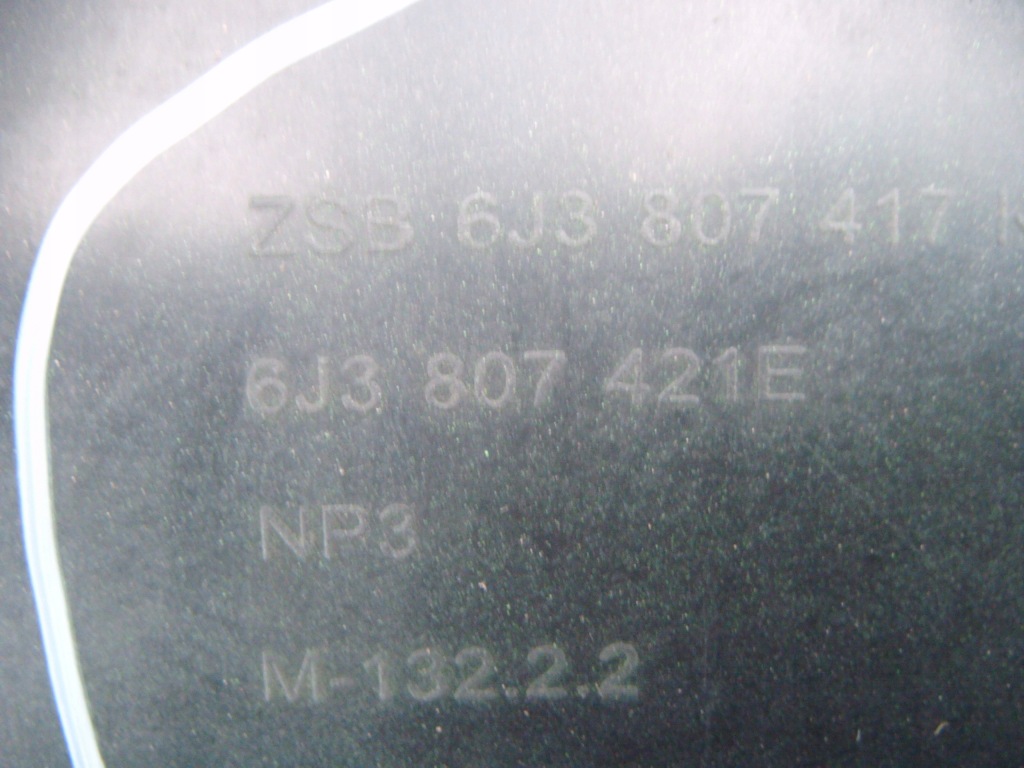 ZSB 6J3 807 417
6J3 807 421E
NP3
M-132.2.2